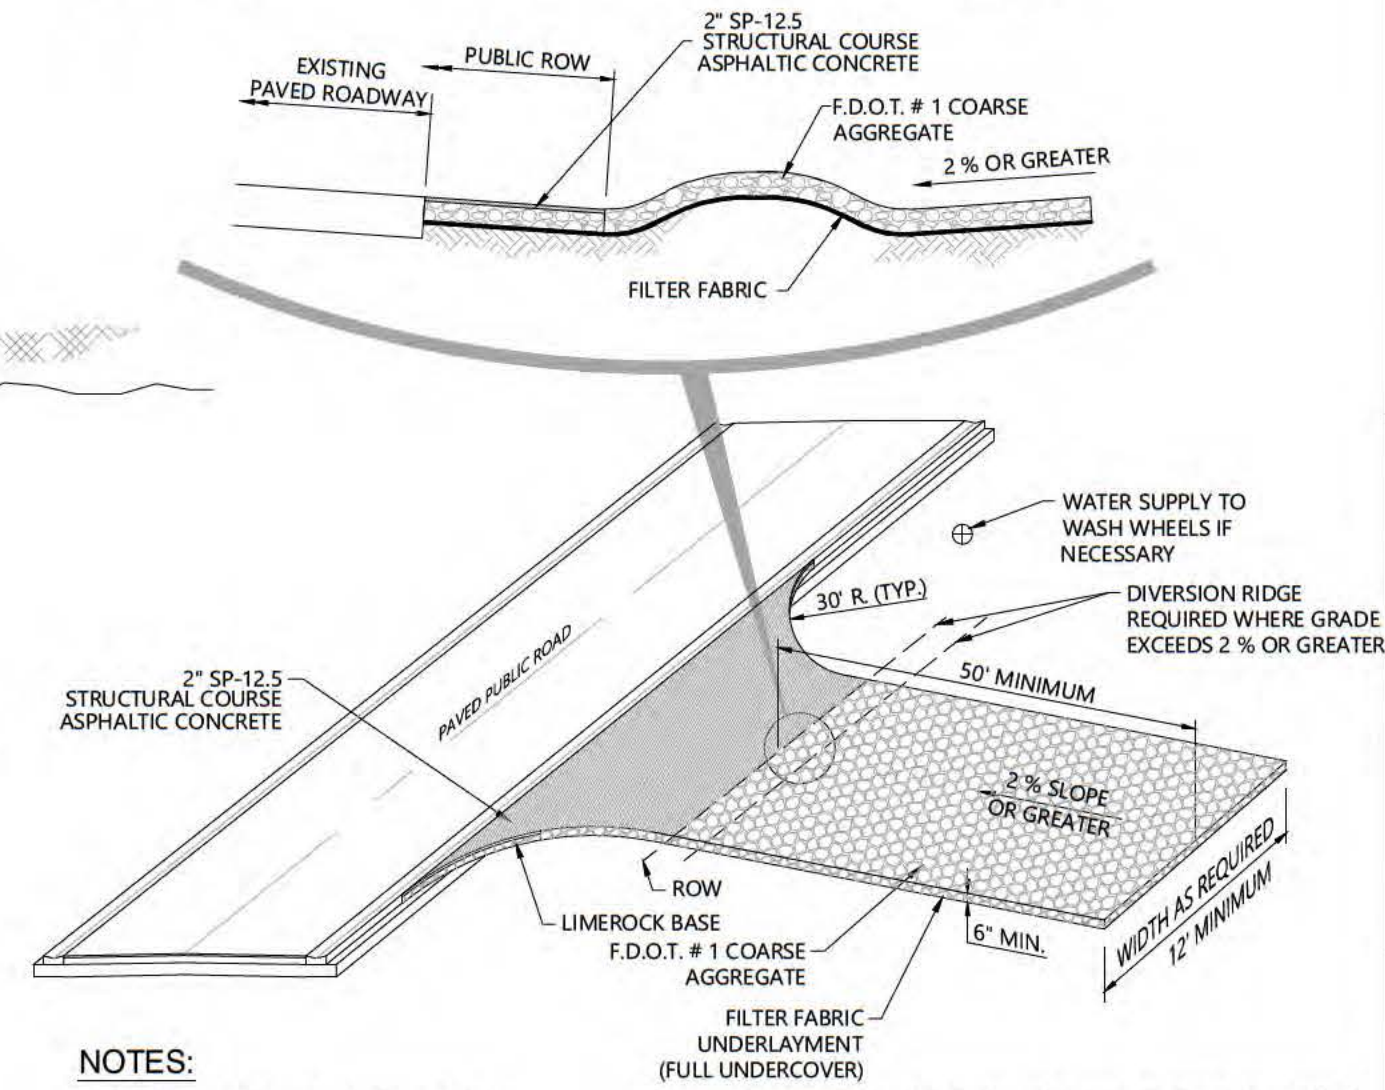 2" SP-12.5
STRUCTURAL COURSE
ASPHALTIC CONCRETE
PUBLIC ROW
EXISTING
PAVED ROADWAY
F.D.O.T. # 1 COARSE
AGGREGATE
2 % OR GREATER
FILTER FABRIC
WATER SUPPLY TO
WASH WHEELS IF
NECESSARY
30' R. (TYP.)
DIVERSION RIDGE
REQUIRED WHERE GRADE
EXCEEDS 2 % OR GREATER
50' MINIMUM
PAVED PUBLIC ROAD
2" SP-12.5
STRUCTURAL COURSE
ASPHALTIC CONCRETE
2 % SLOPE
OR GREATER
ROW
LIMEROCK BASE
F.D.O.T. # 1 COARSE
AGGREGATE
6" MIN.
WIDTH AS REQUIRED
12' MINIMUM
FILTER FABRIC
UNDERLAYMENT
(FULL UNDERCOVER)
NOTES: